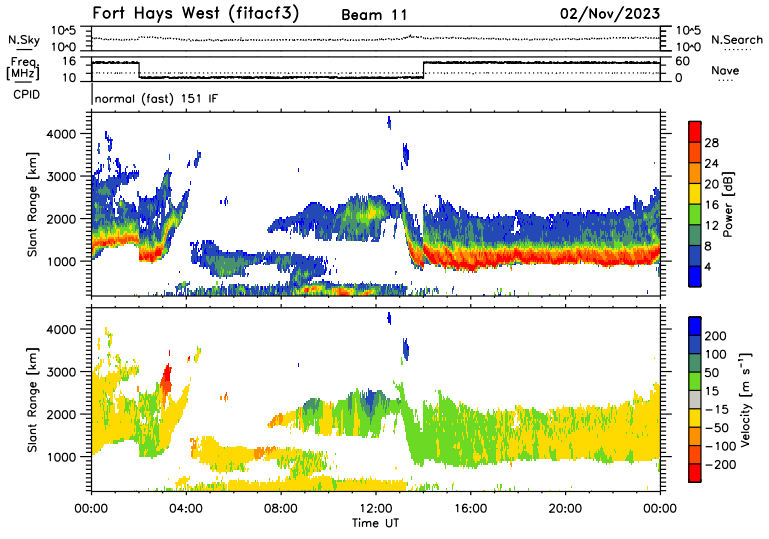 Fort Hays West (fitacf3) Beam 11 02/Nov/2023
N.Sky 10^5 10^0 10^5 10^0 N.Search
Freq. [MHz] 16 10 60 0 Nave
CPID normal (fast) 151 IF
Slant Range [km] 4000 3000 2000 1000
28 24 20 16 12 8 4 Power [dB]
Slant Range [km] 4000 3000 2000 1000
200 100 50 15 -15 -50 -100 -200 Velocity [m s⁻¹]
00:00 04:00 08:00 12:00 16:00 20:00 00:00
Time UT